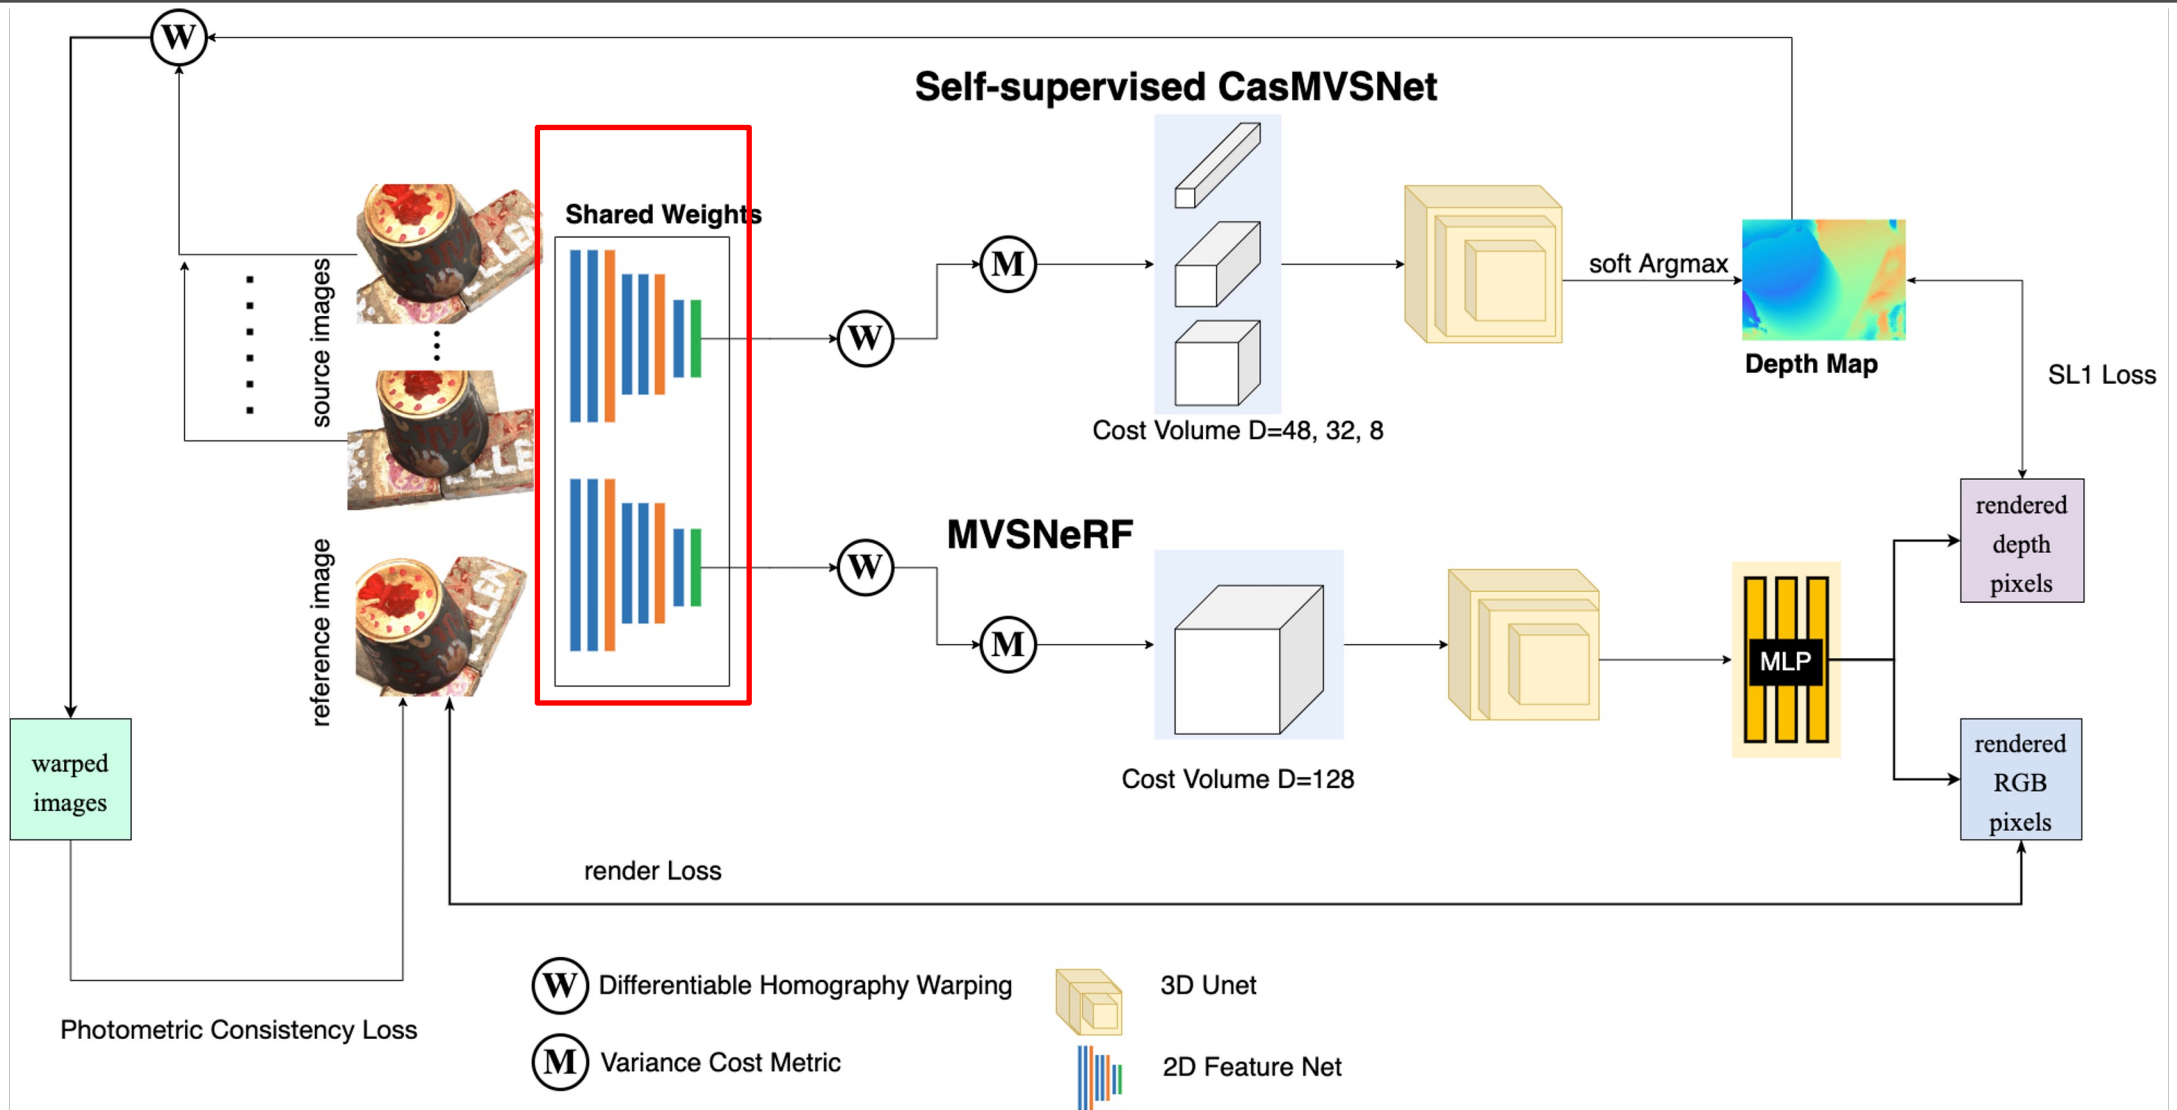 W
Self-supervised CasMVSNet
Shared Weights
source images
W
M
soft Argmax
Depth Map
SL1 Loss
Cost Volume D=48, 32, 8
reference image
MVSNeRF
W
M
MLP
rendered
depth
pixels
rendered
RGB
pixels
Cost Volume D=128
warped
images
render Loss
Photometric Consistency Loss
W Differentiable Homography Warping
3D Unet
M Variance Cost Metric
2D Feature Net